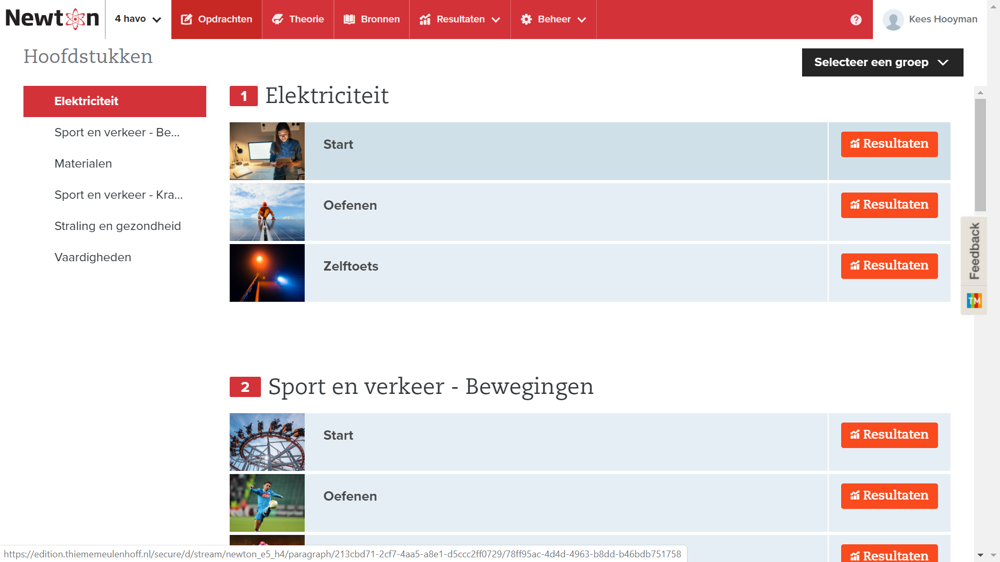 Newton
4 havo
Opdrachten
Theorie
Bronnen
Resultaten
Beheer
?
Kees Hooyman
Hoofdstukken
Selecteer een groep
Elektriciteit
Sport en verkeer - Be...
Materialen
Sport en verkeer - Kra...
Straling en gezondheid
Vaardigheden
1 Elektriciteit
Start
Resultaten
Oefenen
Resultaten
Zelftoets
Resultaten
Feedback
TM
2 Sport en verkeer - Bewegingen
Start
Resultaten
Oefenen
Resultaten
Resultaten
https://edition.thiememeulenhoff.nl/secure/d/stream/newton_e5_h4/paragraph/213cbd71-2cf7-4aa5-a8e1-d5ccc2ff0729/78ff95ac-4d4d-4963-b8dd-b46bdb751758